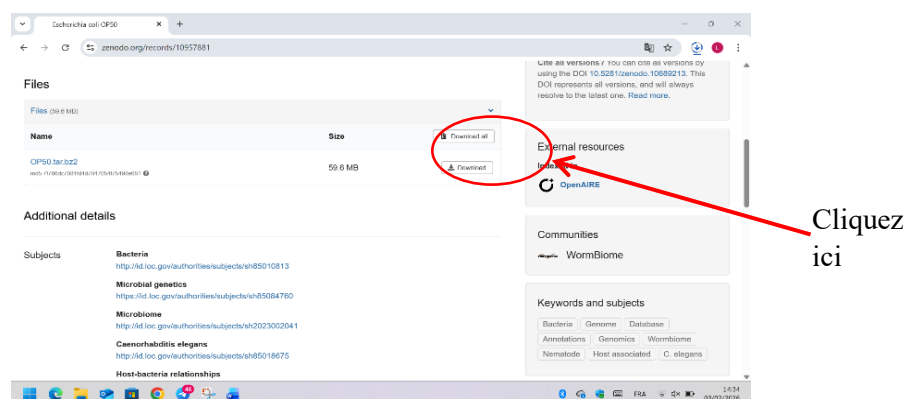 Escherichia coli OP50
zenodo.org/records/10957881
Cite all versions? You can cite all versions by
using the DOI 10.5281/zenodo.10689213. This
DOI represents all versions, and will always
resolve to the latest one. Read more.
Files
Files (59.6 MB)
Name Size Download all
OP50.tar.bz2 59.6 MB Download
External resources
Indexed in
OpenAIRE
Additional details
Subjects
Bacteria
http://id.loc.gov/authorities/subjects/sh85010813
Microbial genetics
https://id.loc.gov/authorities/subjects/sh85084760
Microbiome
http://id.loc.gov/authorities/subjects/sh2023002041
Caenorhabditis elegans
http://id.loc.gov/authorities/subjects/sh85018675
Host-bacteria relationships
Communities
WormBiome
Keywords and subjects
Bacteria Genome Database
Annotations Genomics Wormbiome
Nematode Host associated C. elegans
Cliquez
ici
46
FRA
14:34
03/02/2026